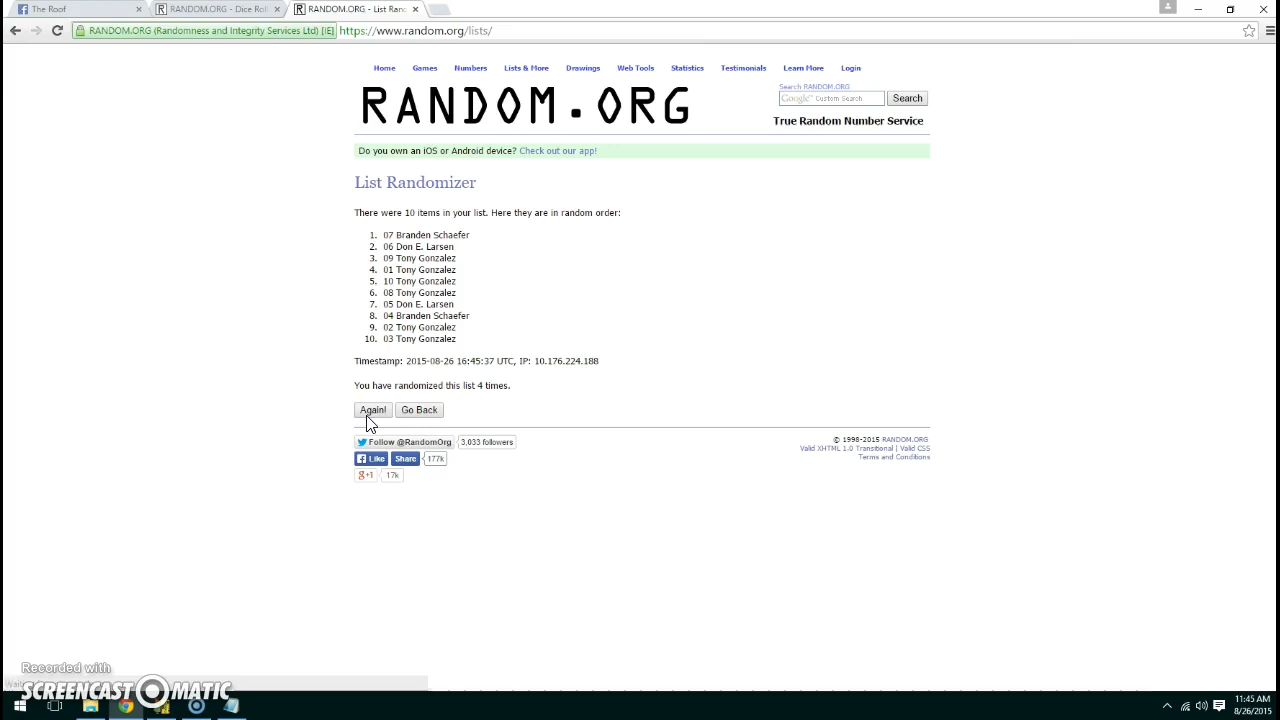 The Roof
RANDOM.ORG - Dice Roll
RANDOM.ORG - List Ran
RANDOM.ORG (Randomness and Integrity Services Ltd) [IE]
https://www.random.org/lists/
Home Games Numbers Lists & More Drawings Web Tools Statistics Testimonials Learn More Login
RANDOM.ORG
Search RANDOM.ORG
Google™ Custom Search
Search
True Random Number Service
Do you own an iOS or Android device? Check out our app!
List Randomizer
There were 10 items in your list. Here they are in random order:
1. 07 Branden Schaefer
2. 06 Don E. Larsen
3. 09 Tony Gonzalez
4. 01 Tony Gonzalez
5. 10 Tony Gonzalez
6. 08 Tony Gonzalez
7. 05 Don E. Larsen
8. 04 Branden Schaefer
9. 02 Tony Gonzalez
10. 03 Tony Gonzalez
Timestamp: 2015-08-26 16:45:37 UTC, IP: 10.176.224.188
You have randomized this list 4 times.
Again! Go Back
Follow @RandomOrg 3,033 followers
Like Share 177k
g+1 17k
© 1998-2015 RANDOM.ORG
Valid XHTML 1.0 Transitional | Valid CSS
Terms and Conditions
Recorded with
SCREENCAST-O-MATIC
11:45 AM
8/26/2015